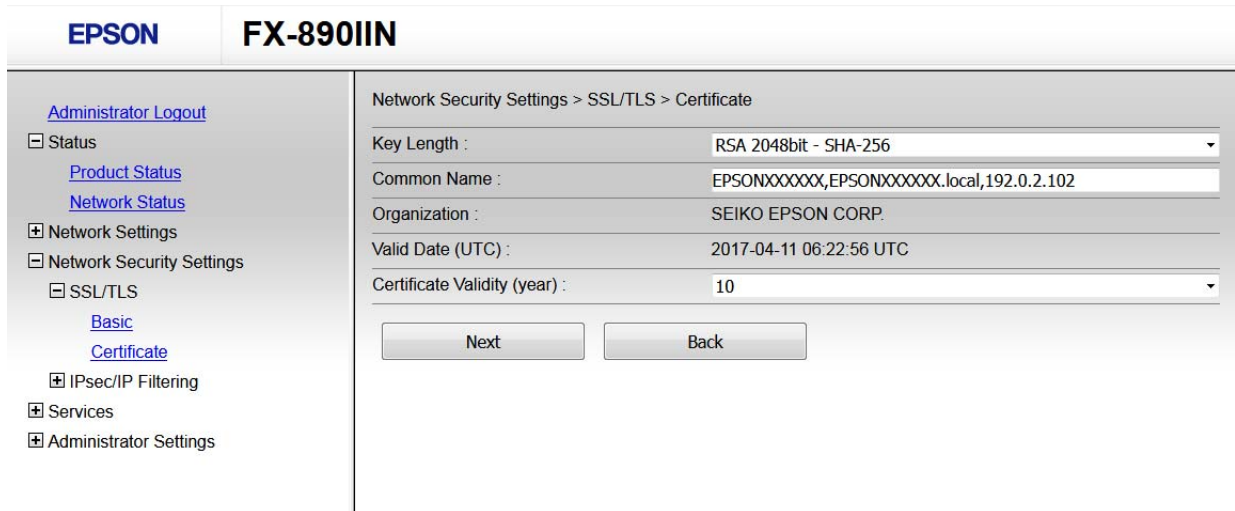 EPSON FX-890IIN
Administrator Logout
Status
Product Status
Network Status
Network Settings
Network Security Settings
SSL/TLS
Basic
Certificate
IPsec/IP Filtering
Services
Administrator Settings
Network Security Settings > SSL/TLS > Certificate
Key Length : RSA 2048bit - SHA-256
Common Name : EPSONXXXXXX,EPSONXXXXXX.local,192.0.2.102
Organization : SEIKO EPSON CORP.
Valid Date (UTC) : 2017-04-11 06:22:56 UTC
Certificate Validity (year) : 10
Next Back